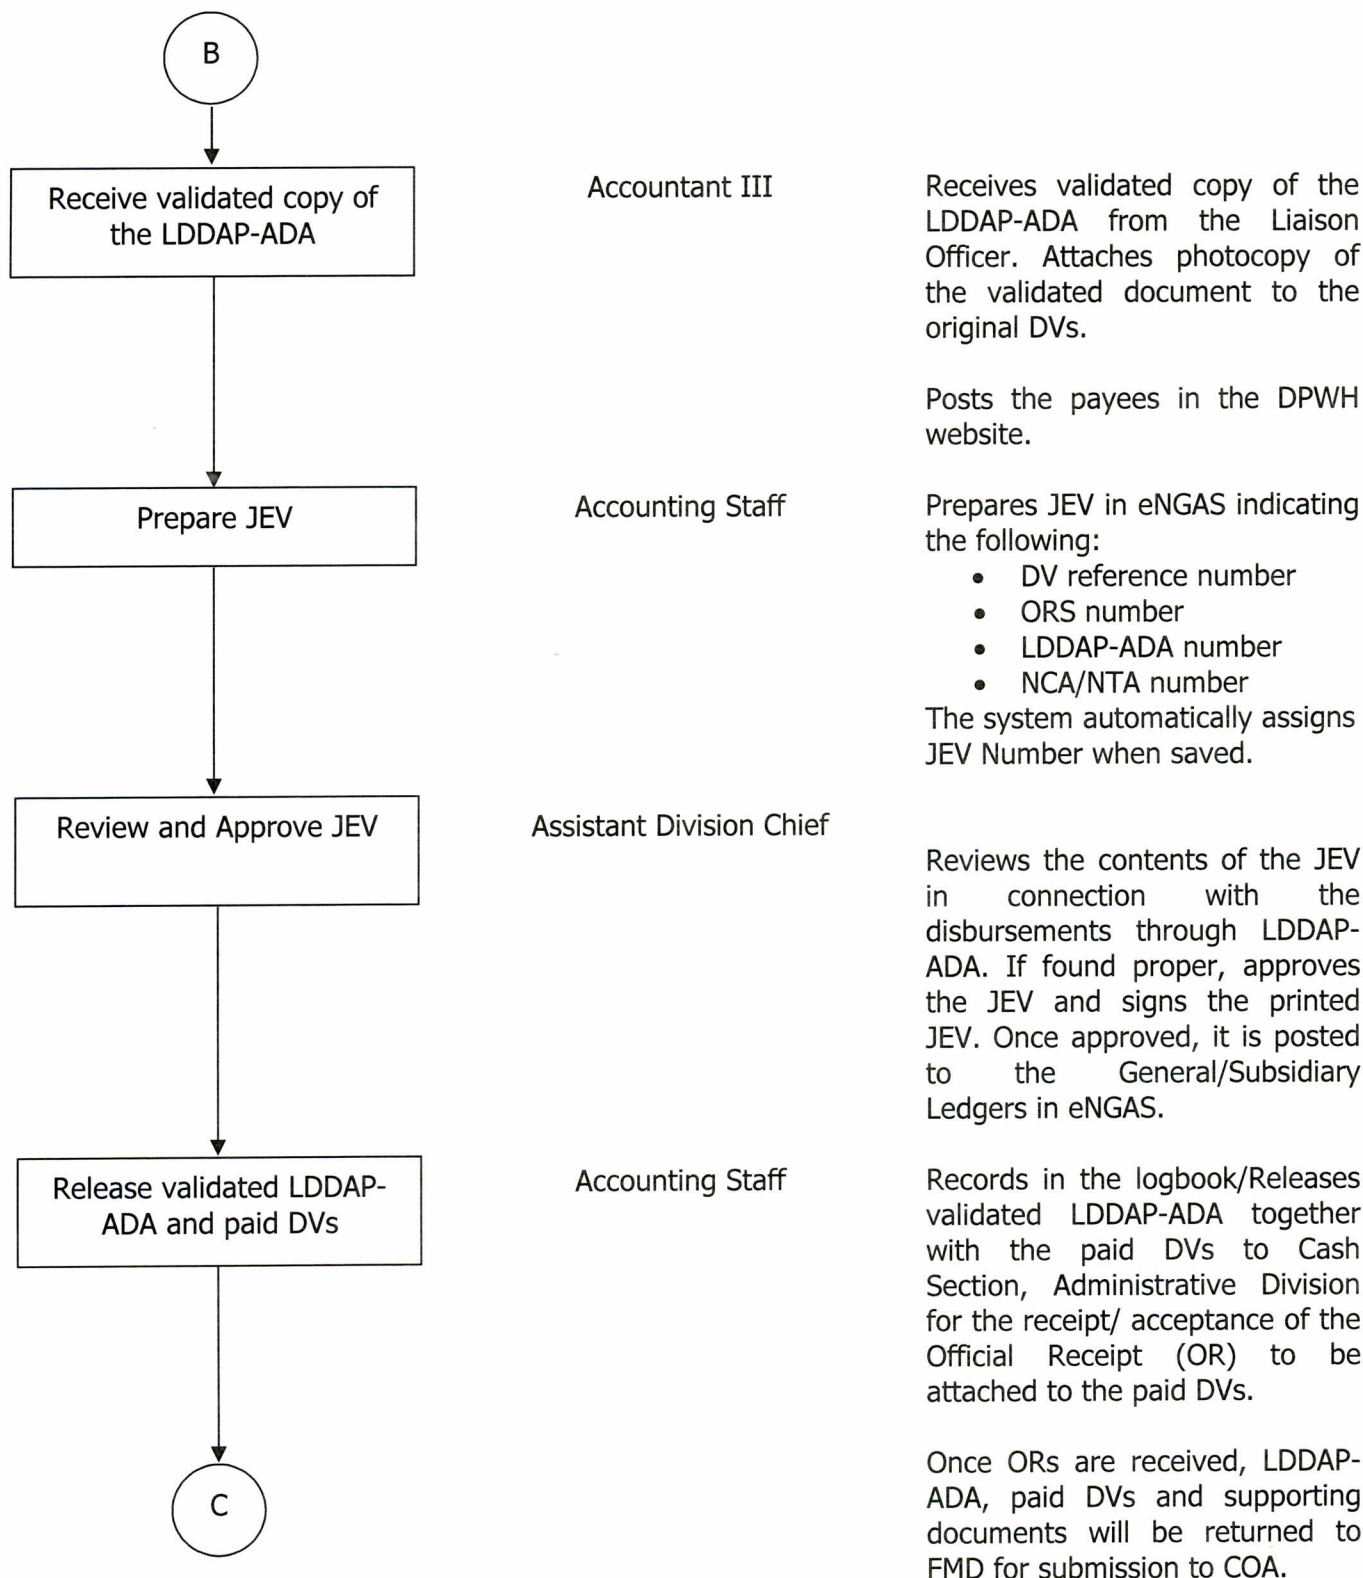 B
Receive validated copy of
the LDDAP-ADA
Accountant III
Receives validated copy of the
LDDAP-ADA from the Liaison
Officer. Attaches photocopy of
the validated document to the
original DVs.
Posts the payees in the DPWH
website.
Prepare JEV
Accounting Staff
Prepares JEV in eNGAS indicating
the following:
• DV reference number
• ORS number
• LDDAP-ADA number
• NCA/NTA number
The system automatically assigns
JEV Number when saved.
Review and Approve JEV
Assistant Division Chief
Reviews the contents of the JEV
in connection with the
disbursements through LDDAP-
ADA. If found proper, approves
the JEV and signs the printed
JEV. Once approved, it is posted
to the General/Subsidiary
Ledgers in eNGAS.
Release validated LDDAP-
ADA and paid DVs
Accounting Staff
Records in the logbook/Releases
validated LDDAP-ADA together
with the paid DVs to Cash
Section, Administrative Division
for the receipt/ acceptance of the
Official Receipt (OR) to be
attached to the paid DVs.
Once ORs are received, LDDAP-
ADA, paid DVs and supporting
documents will be returned to
FMD for submission to COA.
C